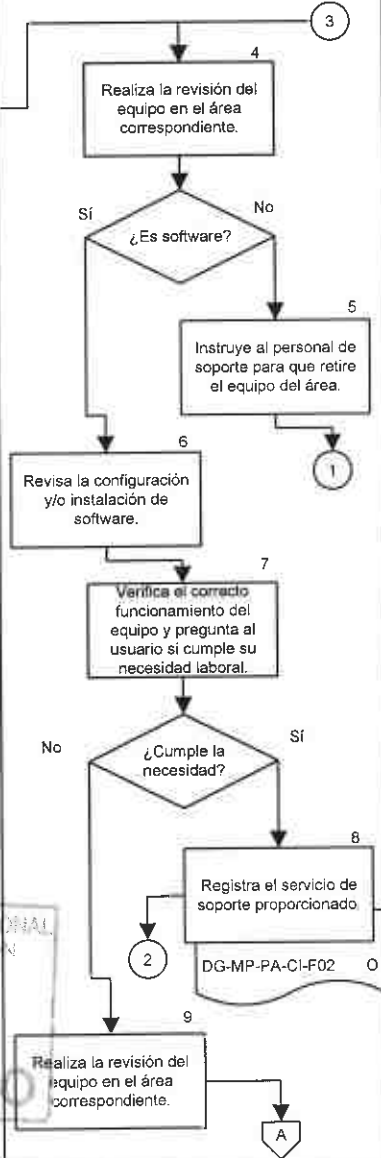 3
4
Realiza la revisión del
equipo en el área
correspondiente.
Sí
No
¿Es software?
5
Instruye al personal de
soporte para que retire
el equipo del área.
1
6
Revisa la configuración
y/o instalación de
software.
7
Verifica el correcto
funcionamiento del
equipo y pregunta al
usuario sí cumple su
necesidad laboral.
No
Sí
¿Cumple la
necesidad?
8
Registra el servicio de
soporte proporcionado.
2
DG-MP-PA-CI-F02 O
9
Realiza la revisión del
equipo en el área
correspondiente.
A